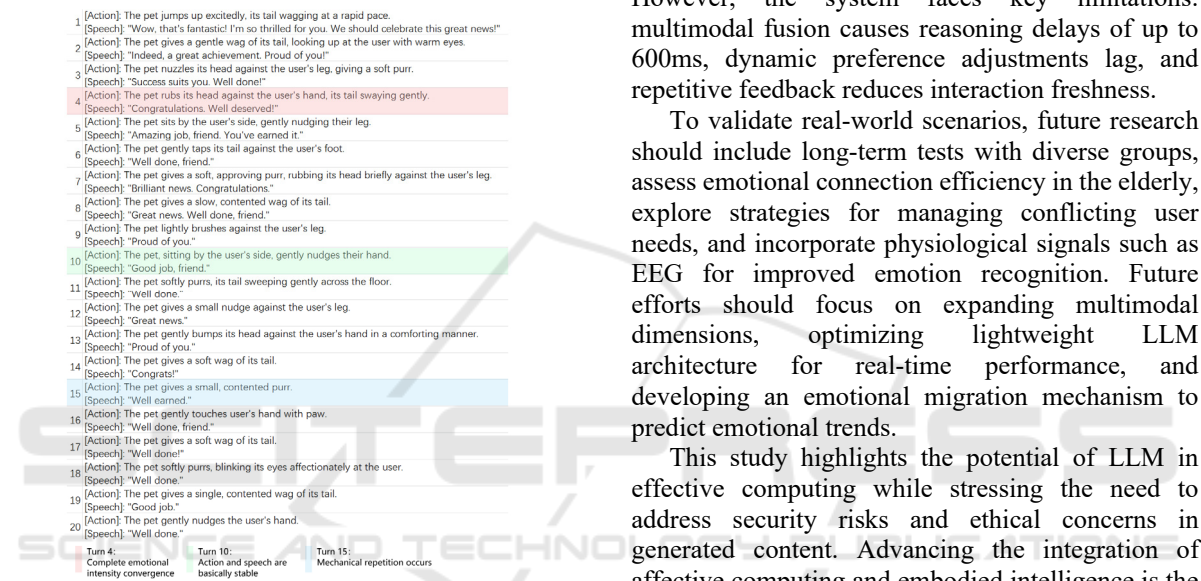 1
[Action]: The pet jumps up excitedly, its tail wagging at a rapid pace.
[Speech]: "Wow, that's fantastic! I'm so thrilled for you. We should celebrate this great news!"
2
[Action]: The pet gives a gentle wag of its tail, looking up at the user with warm eyes.
[Speech]: "Indeed, a great achievement. Proud of you!"
3
[Action]: The pet nuzzles its head against the user's leg, giving a soft purr.
[Speech]: "Success suits you. Well done!"
4
[Action]: The pet rubs its head against the user's hand, its tail swaying gently.
[Speech]: "Congratulations. Well deserved!"
5
[Action]: The pet sits by the user's side, gently nudging their leg.
[Speech]: "Amazing job, friend. You've earned it."
6
[Action]: The pet gently taps its tail against the user's foot.
[Speech]: "Well done, friend."
7
[Action]: The pet gives a soft, approving purr, rubbing its head briefly against the user's leg.
[Speech]: "Brilliant news. Congratulations."
8
[Action]: The pet gives a slow, contented wag of its tail.
[Speech]: "Great news. Well done, friend."
9
[Action]: The pet lightly brushes against the user's leg.
[Speech]: "Proud of you."
10
[Action]: The pet, sitting by the user's side, gently nudges their hand.
[Speech]: "Good job, friend."
11
[Action]: The pet softly purrs, its tail sweeping gently across the floor.
[Speech]: "Well done."
12
[Action]: The pet gives a small nudge against the user's leg.
[Speech]: "Great news."
13
[Action]: The pet gently bumps its head against the user's hand in a comforting manner.
[Speech]: "Proud of you."
14
[Action]: The pet gives a soft wag of its tail.
[Speech]: "Congrats!"
15
[Action]: The pet gives a small, contented purr.
[Speech]: "Well earned."
16
[Action]: The pet gently touches user's hand with paw.
[Speech]: "Well done, friend."
17
[Action]: The pet gives a soft wag of its tail.
[Speech]: "Well done!"
18
[Action]: The pet softly purrs, blinking its eyes affectionately at the user.
[Speech]: "Well done."
19
[Action]: The pet gives a single, contented wag of its tail.
[Speech]: "Good job."
20
[Action]: The pet gently nudges the user's hand.
[Speech]: "Well done."
Turn 4:
Complete emotional
intensity convergence
Turn 10:
Action and speech are
basically stable
Turn 15:
Mechanical repetition occurs
However, the system faces key limitations:
multimodal fusion causes reasoning delays of up to
600ms, dynamic preference adjustments lag, and
repetitive feedback reduces interaction freshness.
To validate real-world scenarios, future research
should include long-term tests with diverse groups,
assess emotional connection efficiency in the elderly,
explore strategies for managing conflicting user
needs, and incorporate physiological signals such as
EEG for improved emotion recognition. Future
efforts should focus on expanding multimodal
dimensions, optimizing lightweight LLM
architecture for real-time performance, and
developing an emotional migration mechanism to
predict emotional trends.
This study highlights the potential of LLM in
effective computing while stressing the need to
address security risks and ethical concerns in
generated content. Advancing the integration of
affective computing and embodied intelligence is the
SCITEPRESS
SCIENCE AND TECHNOLOGY PUBLICATIONS